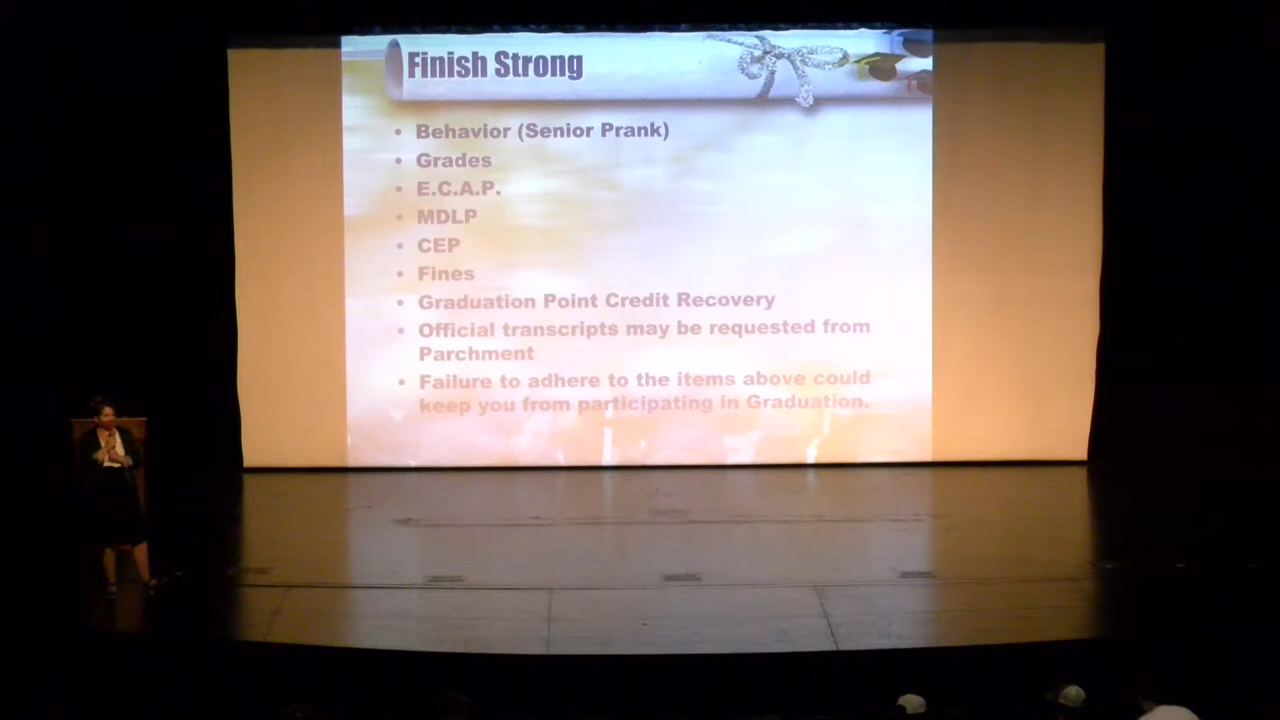 Finish Strong
• Behavior (Senior Prank)
• Grades
• E.C.A.P.
• MDLP
• CEP
• Fines
• Graduation Point Credit Recovery
• Official transcripts may be requested from
Parchment
• Failure to adhere to the items above could
keep you from participating in Graduation.